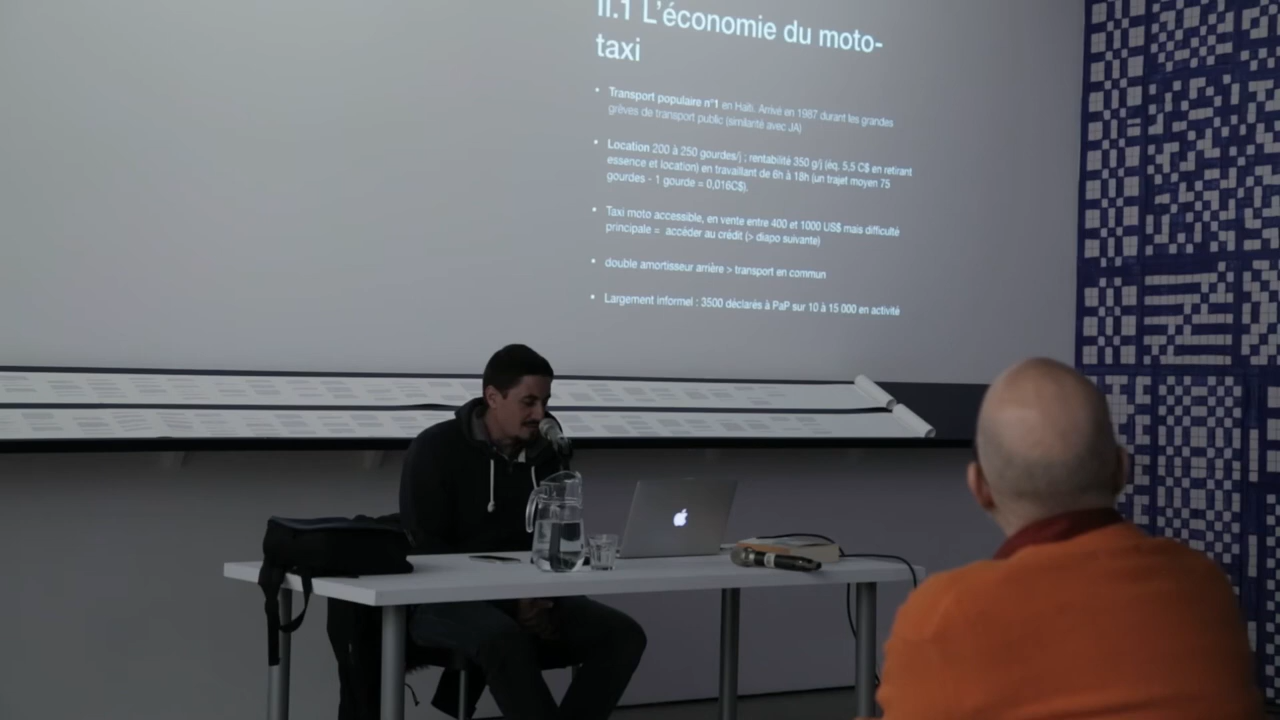 II.1 L'économie du moto-
taxi
• Transport populaire n°1 en Haïti. Arrivé en 1987 durant les grandes
grèves de transport public (similarité avec JA)
• Location 200 à 250 gourdes/j ; rentabilité 350 g/j (éq. 5,5 C$ en retirant
essence et location) en travaillant de 6h à 18h (un trajet moyen 75
gourdes - 1 gourde = 0,016C$).
• Taxi moto accessible, en vente entre 400 et 1000 US$ mais difficulté
principale = accéder au crédit (> diapo suivante)
• double amortisseur arrière > transport en commun
• Largement informel : 3500 déclarés à PaP sur 10 à 15 000 en activité